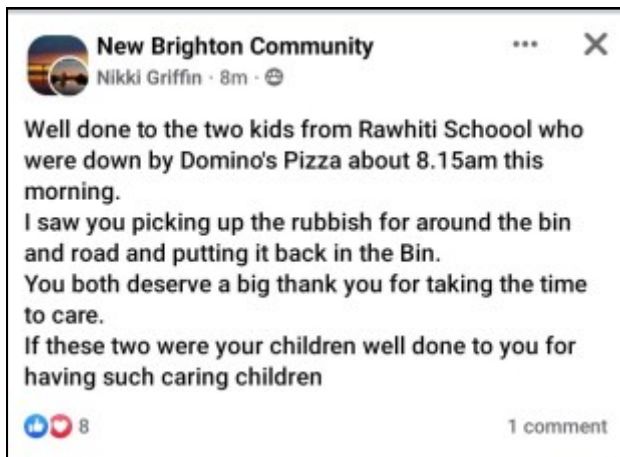 New Brighton Community
Nikki Griffin · 8m ·
Well done to the two kids from Rawhiti Schoool who
were down by Domino's Pizza about 8.15am this
morning.
I saw you picking up the rubbish for around the bin
and road and putting it back in the Bin.
You both deserve a big thank you for taking the time
to care.
If these two were your children well done to you for
having such caring children
8 1 comment